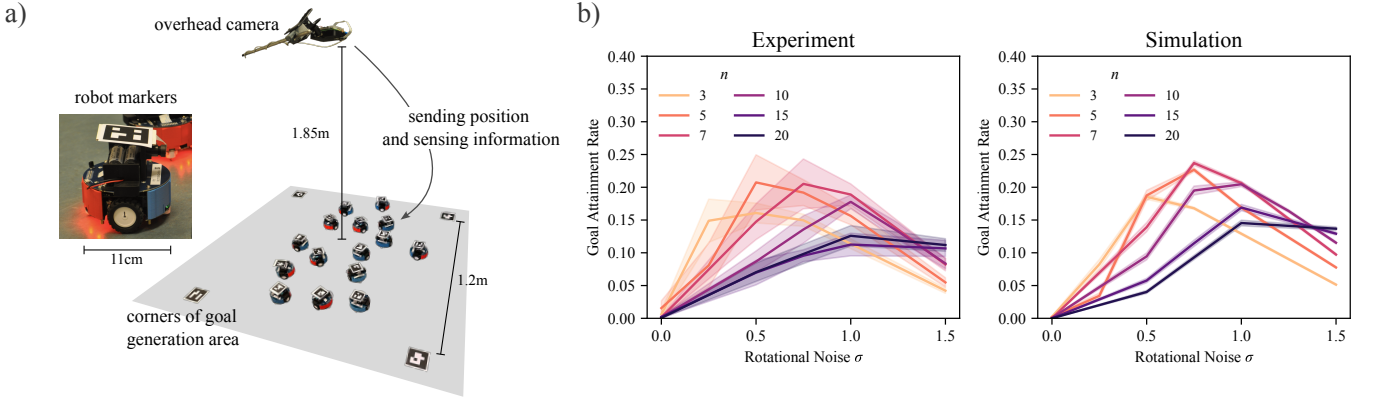 a)
overhead camera
robot markers
1
11cm
1.85m
sending position
and sensing information
1.2m
corners of goal
generation area
b)
Experiment
Goal Attainment Rate
0.40
0.35
0.30
0.25
0.20
0.15
0.10
0.05
0.00
n
3
5
7
10
15
20
0.0 0.5 1.0 1.5
Rotational Noise σ
Simulation
Goal Attainment Rate
0.40
0.35
0.30
0.25
0.20
0.15
0.10
0.05
0.00
n
3
5
7
10
15
20
0.0 0.5 1.0 1.5
Rotational Noise σ